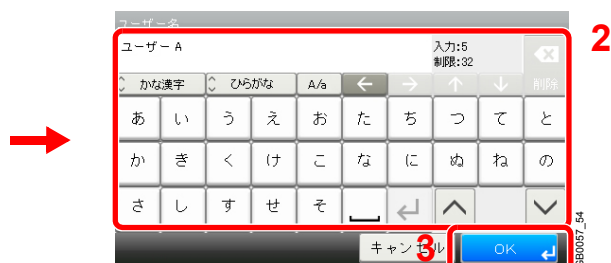 ユーザー名
ユーザー A
入力:5
制限:32
2
かな漢字 ひらがな A/a ← → ↑ ↓ 削除
あ い う え お た ち つ て と
か き く け こ な に ぬ ね の
さ し す せ そ
キャンセル
3
OK
GB0057_54